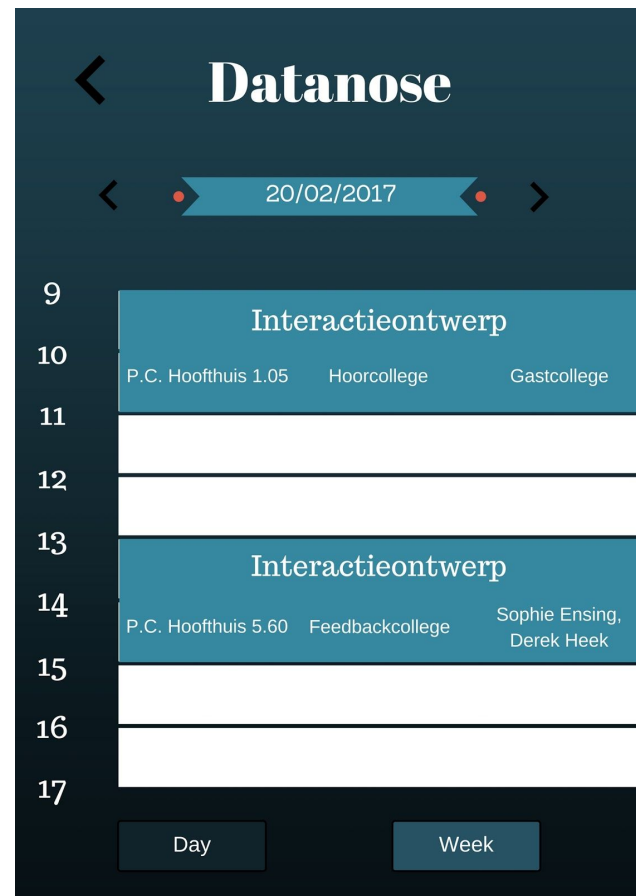 Datanose
20/02/2017
9
Interactieontwerp
10
P.C. Hoofthuis 1.05 Hoorcollege Gastcollege
11
12
13
Interactieontwerp
14
P.C. Hoofthuis 5.60 Feedbackcollege Sophie Ensing,
Derek Heek
15
16
17
Day Week